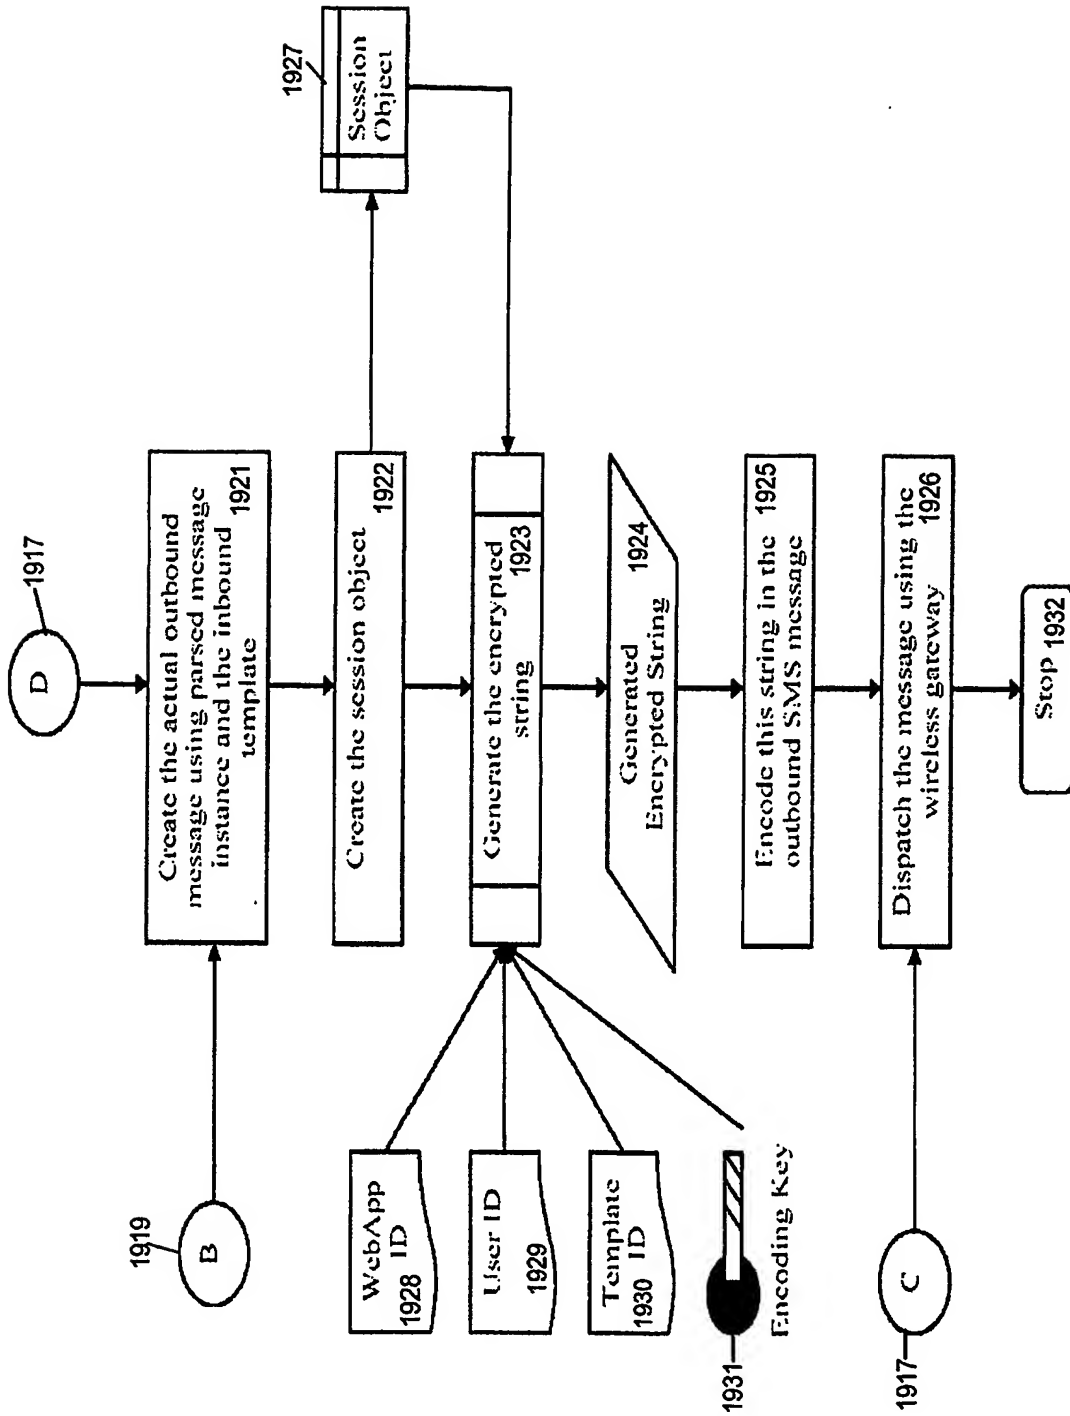 D
1917
B
1919
Create the actual outbound
message using parsed message
instance and the inbound
template
1921
Create the session object
1922
1927
Session
Object
Generate the encrypted
string
1923
WebApp
ID
1928
User ID
1929
Template
ID
1930
1931
Encoding Key
Generated
Encrypted String
1924
Encode this string in the
outbound SMS message
1925
C
1917
Dispatch the message using the
wireless gateway
1926
Stop
1932